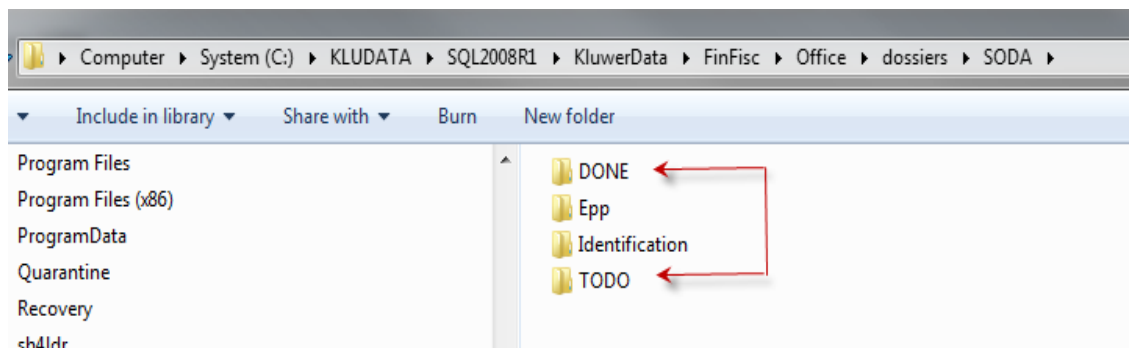 Computer System (C:) KLUDATA SQL2008R1 KluwerData FinFisc Office dossiers SODA
Include in library Share with Burn New folder
Program Files
Program Files (x86)
ProgramData
Quarantine
Recovery
sh4ldr
DONE
Epp
Identification
TODO